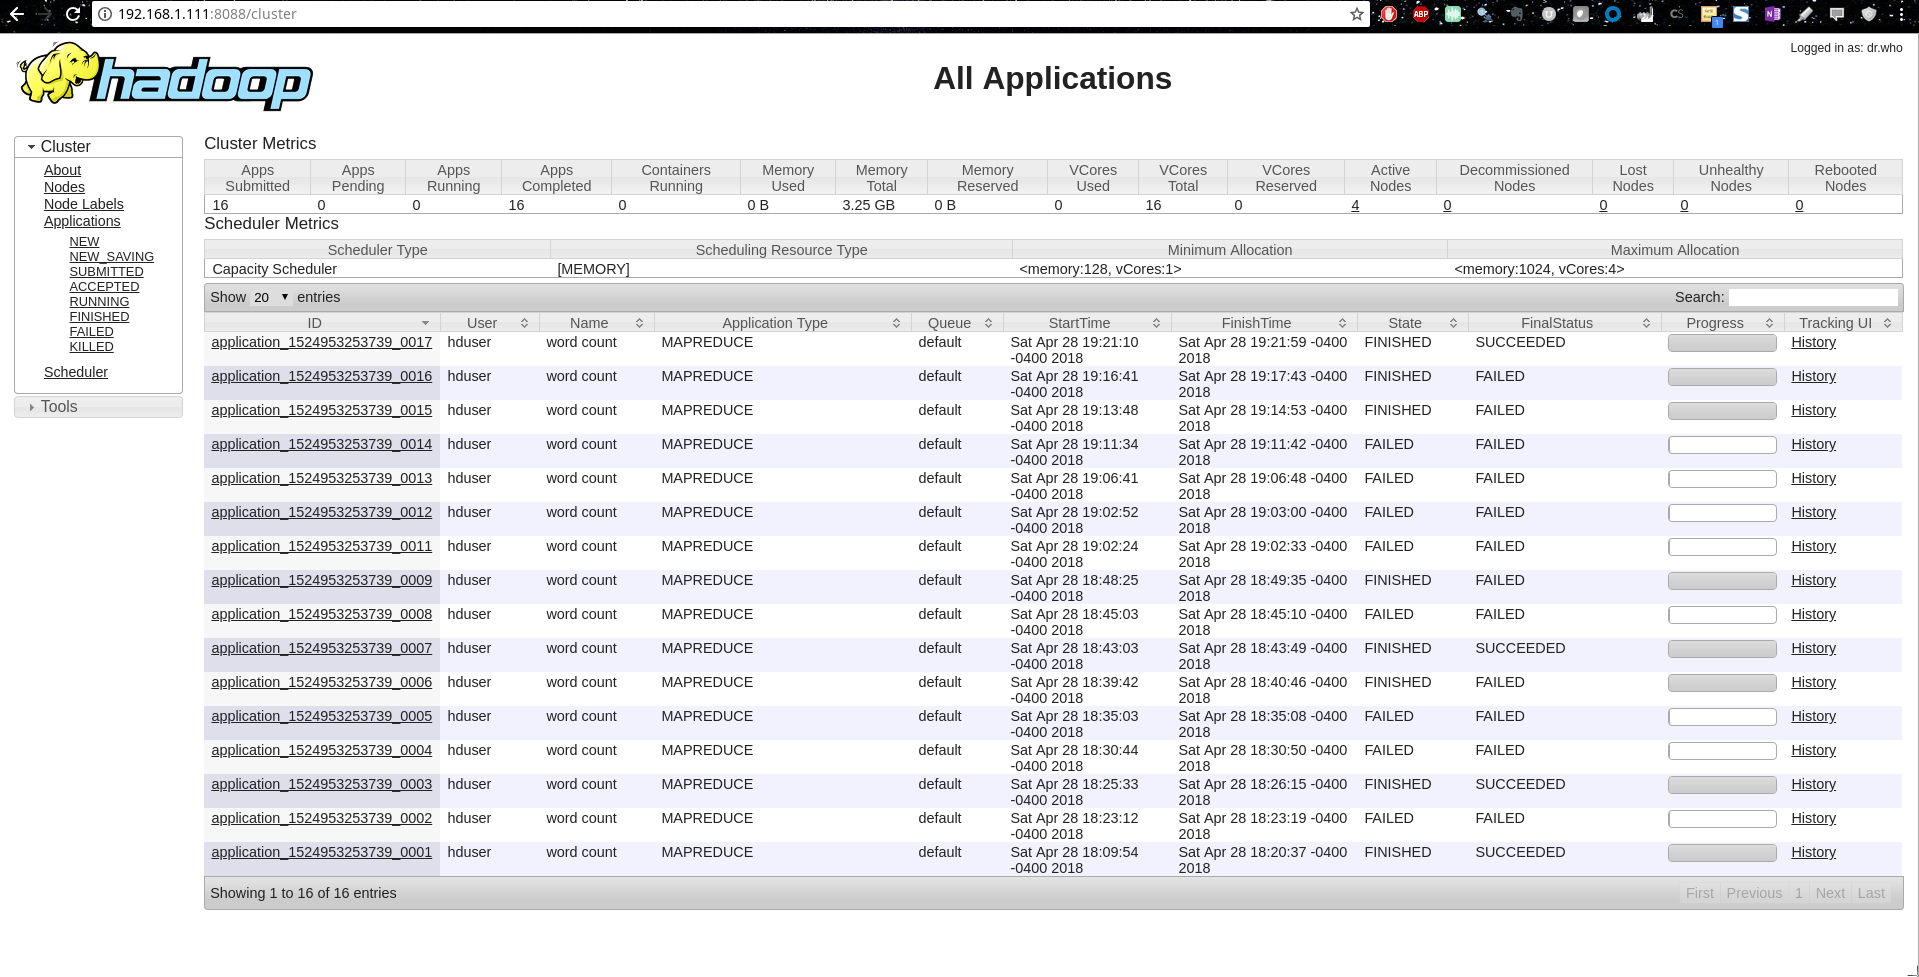 192.168.1.111:8088/cluster
Logged in as: dr.who
hadoop
All Applications
Cluster
About
Nodes
Node Labels
Applications
NEW
NEW_SAVING
SUBMITTED
ACCEPTED
RUNNING
FINISHED
FAILED
KILLED
Scheduler
Tools
Cluster Metrics
Apps Submitted Apps Pending Apps Running Apps Completed Containers Running Memory Used Memory Total Memory Reserved VCores Used VCores Total VCores Reserved Active Nodes Decommissioned Nodes Lost Nodes Unhealthy Nodes Rebooted Nodes
16 0 0 16 0 0 B 3.25 GB 0 B 0 16 0 4 0 0 0 0
Scheduler Metrics
Scheduler Type Scheduling Resource Type Minimum Allocation Maximum Allocation
Capacity Scheduler [MEMORY] <memory:128, vCores:1> <memory:1024, vCores:4>
Show 20 entries Search:
ID User Name Application Type Queue StartTime FinishTime State FinalStatus Progress Tracking UI
application_1524953253739_0017 hduser word count MAPREDUCE default Sat Apr 28 19:21:10 -0400 2018 Sat Apr 28 19:21:59 -0400 2018 FINISHED SUCCEEDED History
application_1524953253739_0016 hduser word count MAPREDUCE default Sat Apr 28 19:16:41 -0400 2018 Sat Apr 28 19:17:43 -0400 2018 FINISHED FAILED History
application_1524953253739_0015 hduser word count MAPREDUCE default Sat Apr 28 19:13:48 -0400 2018 Sat Apr 28 19:14:53 -0400 2018 FINISHED FAILED History
application_1524953253739_0014 hduser word count MAPREDUCE default Sat Apr 28 19:11:34 -0400 2018 Sat Apr 28 19:11:42 -0400 2018 FAILED FAILED History
application_1524953253739_0013 hduser word count MAPREDUCE default Sat Apr 28 19:06:41 -0400 2018 Sat Apr 28 19:06:48 -0400 2018 FAILED FAILED History
application_1524953253739_0012 hduser word count MAPREDUCE default Sat Apr 28 19:02:52 -0400 2018 Sat Apr 28 19:03:00 -0400 2018 FAILED FAILED History
application_1524953253739_0011 hduser word count MAPREDUCE default Sat Apr 28 19:02:24 -0400 2018 Sat Apr 28 19:02:33 -0400 2018 FAILED FAILED History
application_1524953253739_0009 hduser word count MAPREDUCE default Sat Apr 28 18:48:25 -0400 2018 Sat Apr 28 18:49:35 -0400 2018 FINISHED FAILED History
application_1524953253739_0008 hduser word count MAPREDUCE default Sat Apr 28 18:45:03 -0400 2018 Sat Apr 28 18:45:10 -0400 2018 FAILED FAILED History
application_1524953253739_0007 hduser word count MAPREDUCE default Sat Apr 28 18:43:03 -0400 2018 Sat Apr 28 18:43:49 -0400 2018 FINISHED SUCCEEDED History
application_1524953253739_0006 hduser word count MAPREDUCE default Sat Apr 28 18:39:42 -0400 2018 Sat Apr 28 18:40:46 -0400 2018 FINISHED FAILED History
application_1524953253739_0005 hduser word count MAPREDUCE default Sat Apr 28 18:35:03 -0400 2018 Sat Apr 28 18:35:08 -0400 2018 FAILED FAILED History
application_1524953253739_0004 hduser word count MAPREDUCE default Sat Apr 28 18:30:44 -0400 2018 Sat Apr 28 18:30:50 -0400 2018 FAILED FAILED History
application_1524953253739_0003 hduser word count MAPREDUCE default Sat Apr 28 18:25:33 -0400 2018 Sat Apr 28 18:26:15 -0400 2018 FINISHED SUCCEEDED History
application_1524953253739_0002 hduser word count MAPREDUCE default Sat Apr 28 18:23:12 -0400 2018 Sat Apr 28 18:23:19 -0400 2018 FAILED FAILED History
application_1524953253739_0001 hduser word count MAPREDUCE default Sat Apr 28 18:09:54 -0400 2018 Sat Apr 28 18:20:37 -0400 2018 FINISHED SUCCEEDED History
Showing 1 to 16 of 16 entries First Previous 1 Next Last